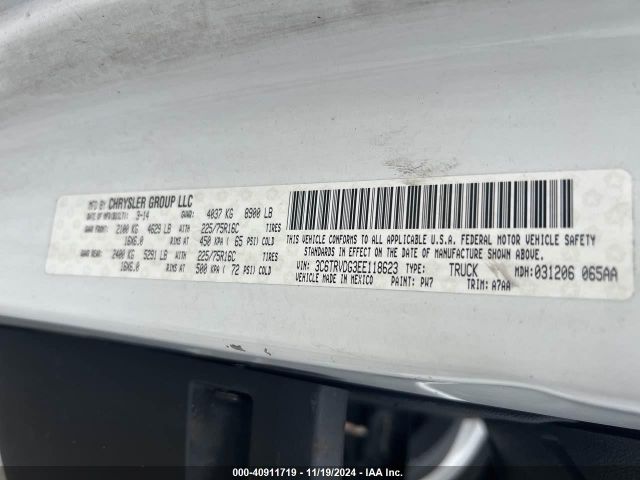 MFD BY CHRYSLER GROUP LLC
DATE OF MFR(BUILT): 3-14 GVWR: 4037 KG 8900 LB
GAWR FRONT: 2100 KG 4629 LB WITH 225/75R16C TIRES
16X6.0 RIMS AT 450 KPA ( 65 PSI) COLD
GAWR REAR: 2400 KG 5291 LB WITH 225/75R16C TIRES
16X6.0 RIMS AT 500 KPA ( 72 PSI) COLD
THIS VEHICLE CONFORMS TO ALL APPLICABLE U.S.A. FEDERAL MOTOR VEHICLE SAFETY
STANDARDS IN EFFECT ON THE DATE OF MANUFACTURE SHOWN ABOVE.
VIN: 3C6TRVDG3EE118623 TYPE: TRUCK MDH: 031206 065AA
VEHICLE MADE IN MEXICO PAINT: PW7 TRIM: A7AA
000-40911719 - 11/19/2024 - IAA Inc.